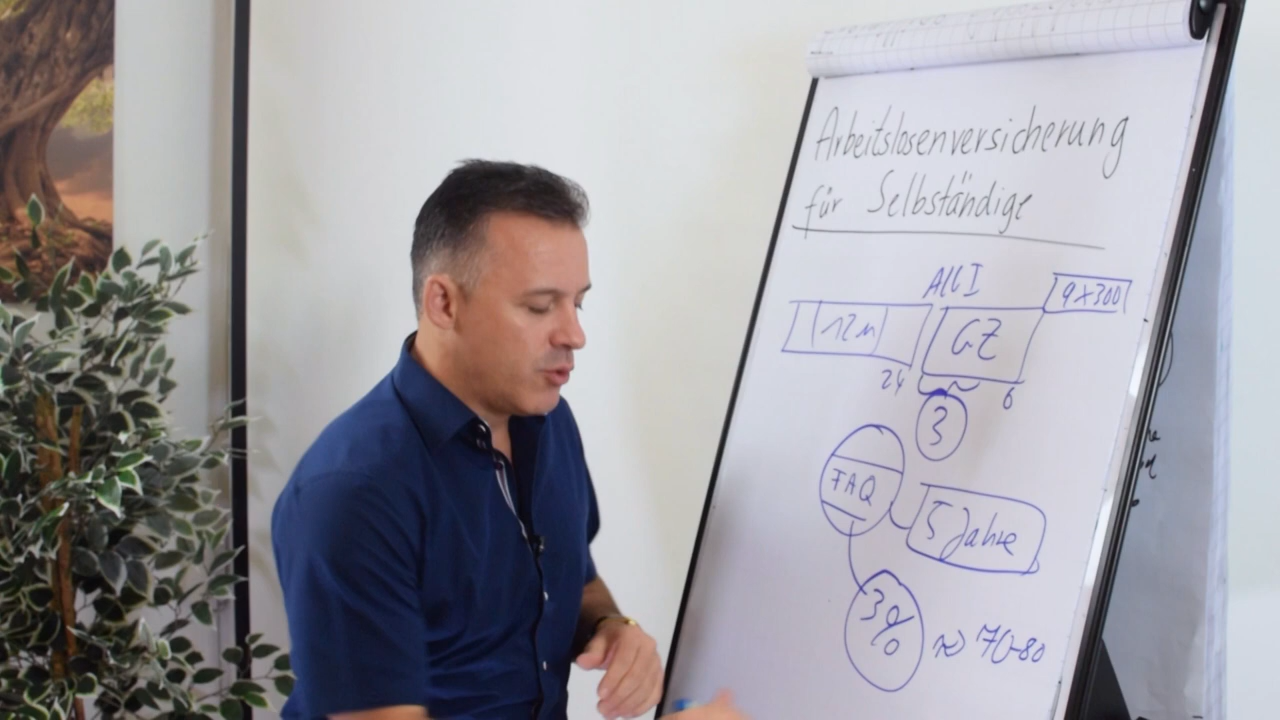 Arbeitslosenversicherung
für Selbständige
ALG I
9x300
12M
GZ
24
6
3
FAQ
5 Jahre
3%
≈ 70-80